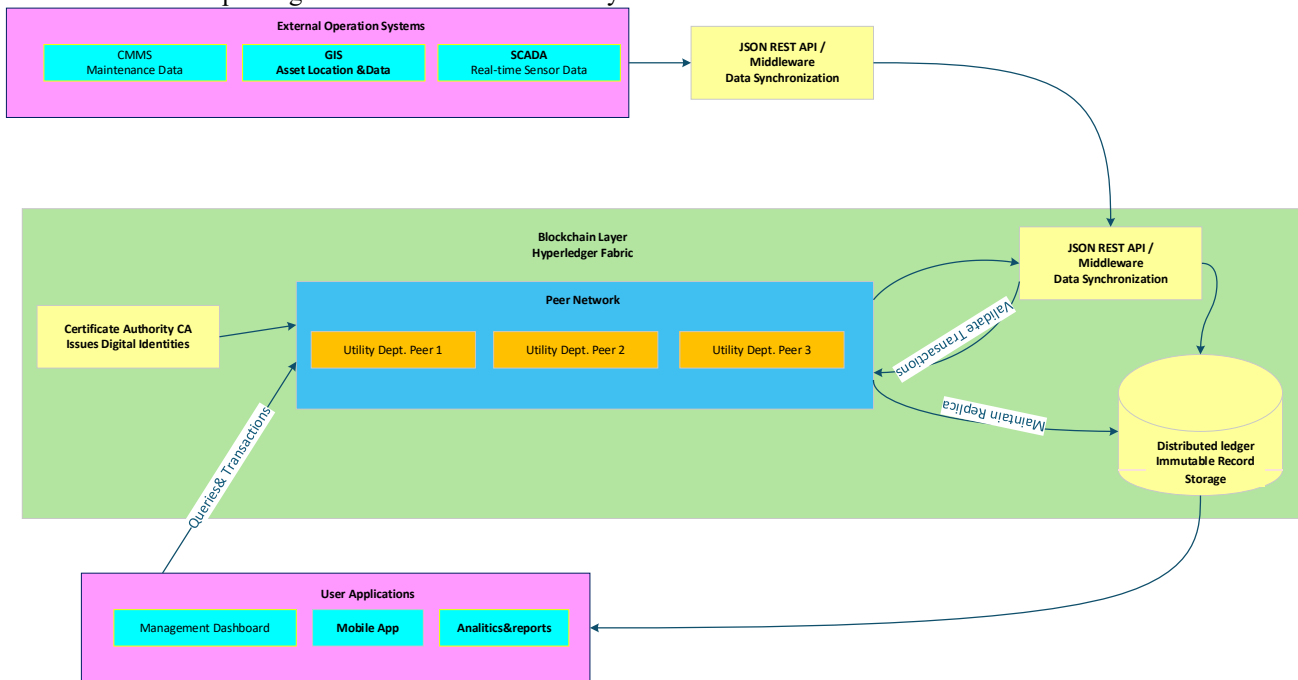 External Operation Systems
CMMS
Maintenance Data
GIS
Asset Location &Data
SCADA
Real-time Sensor Data
JSON REST API /
Middleware
Data Synchronization
Blockchain Layer
Hyperledger Fabric
JSON REST API /
Middleware
Data Synchronization
Certificate Authority CA
Issues Digital Identities
Peer Network
Utility Dept. Peer 1
Utility Dept. Peer 2
Utility Dept. Peer 3
Validate Transactions
Maintain Replica
Distributed ledger
Immutable Record
Storage
Queries& Transactions
User Applications
Management Dashboard
Mobile App
Analitics&reports